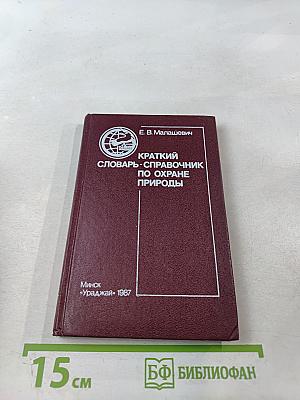 Е. В. Малашевич
КРАТКИЙ
СЛОВАРЬ-СПРАВОЧНИК
ПО ОХРАНЕ
ПРИРОДЫ
Минск
«Ураджай» 1987
15 см
БФ БИБЛИОФАН